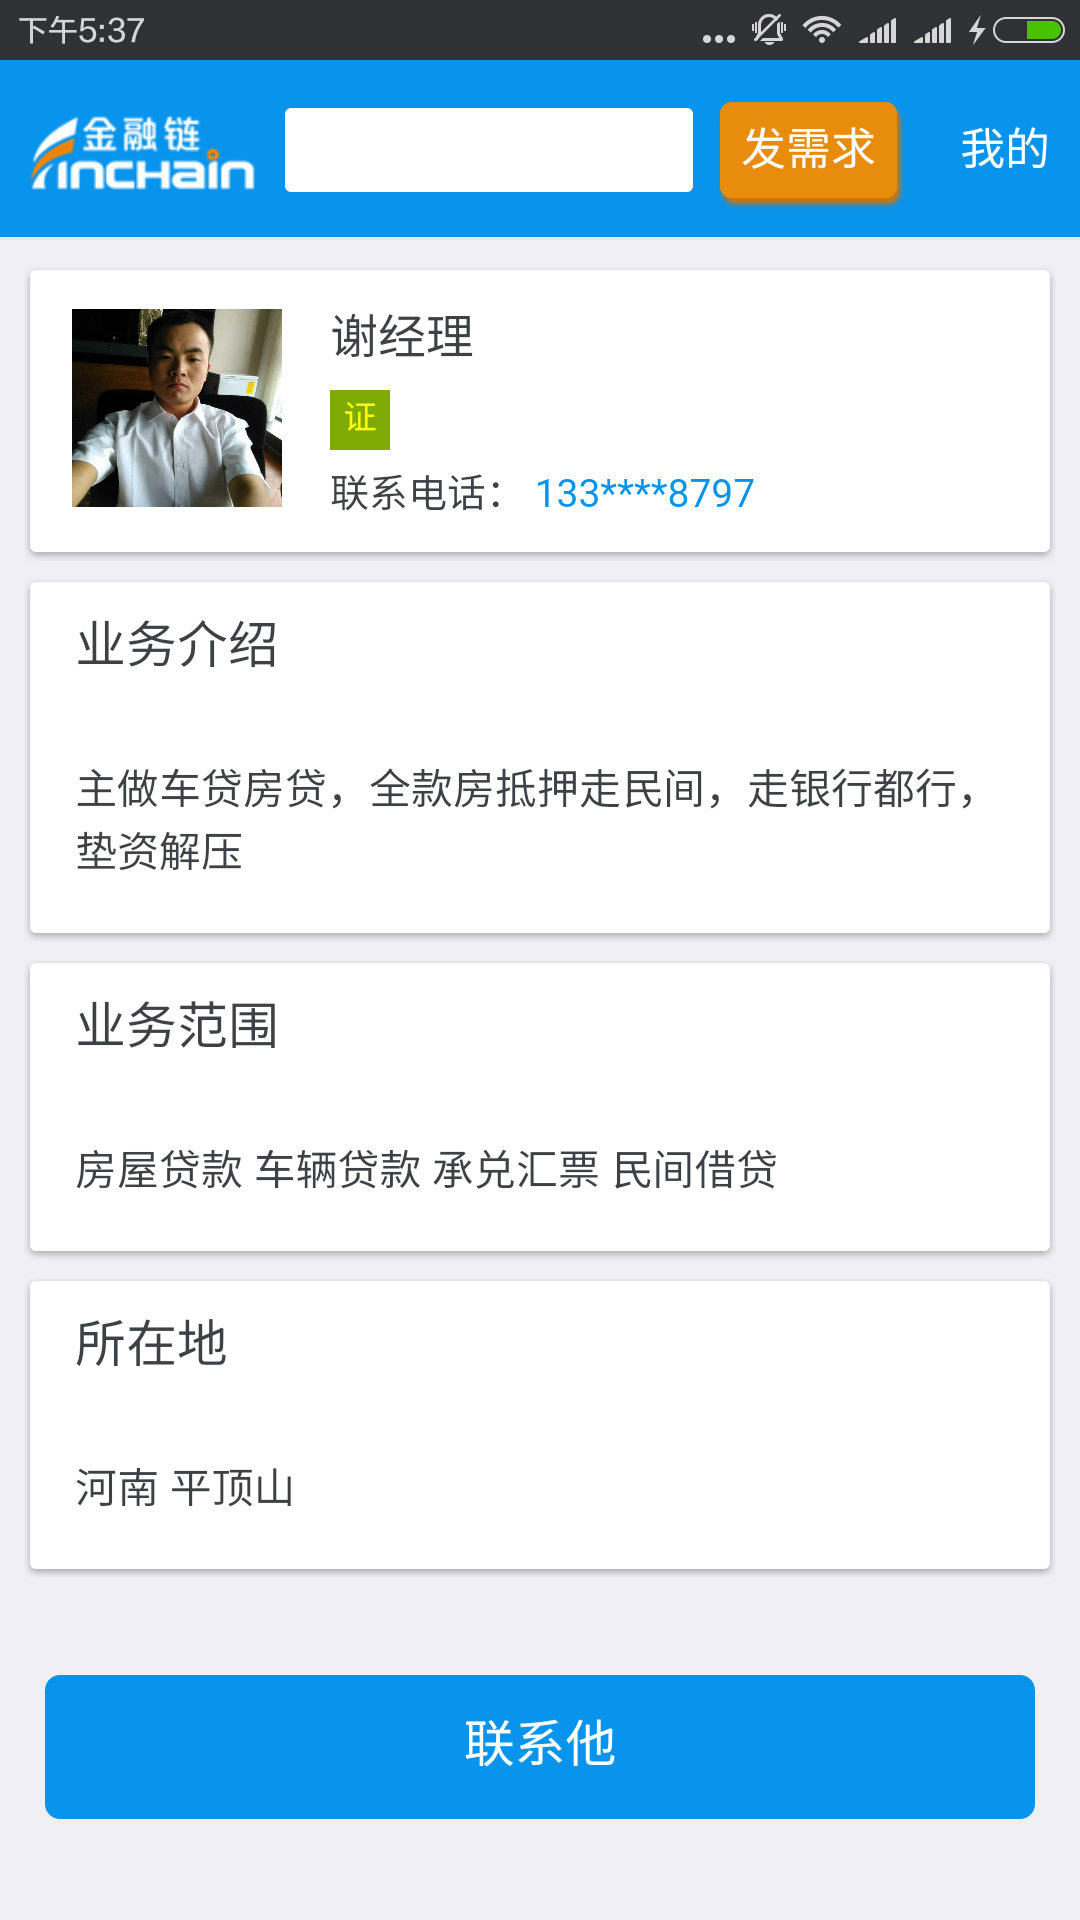 下午5:37
金融链
inchain
发需求
我的
谢经理
证
联系电话： 133****8797
业务介绍
主做车贷房贷，全款房抵押走民间，走银行都行，
垫资解压
业务范围
房屋贷款 车辆贷款 承兑汇票 民间借贷
所在地
河南 平顶山
联系他